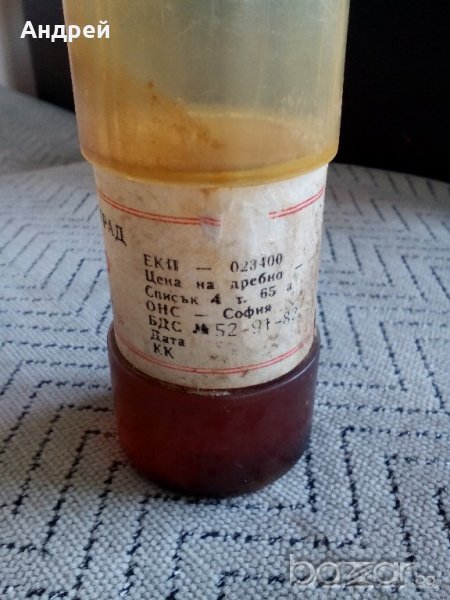 Андрей
РАД
ЕКП – 023400
Цена на дребно –
Списък 4 т. 65 а
ОНС – София
БДС № 52-91-82
Дата
КК
bazar.bg